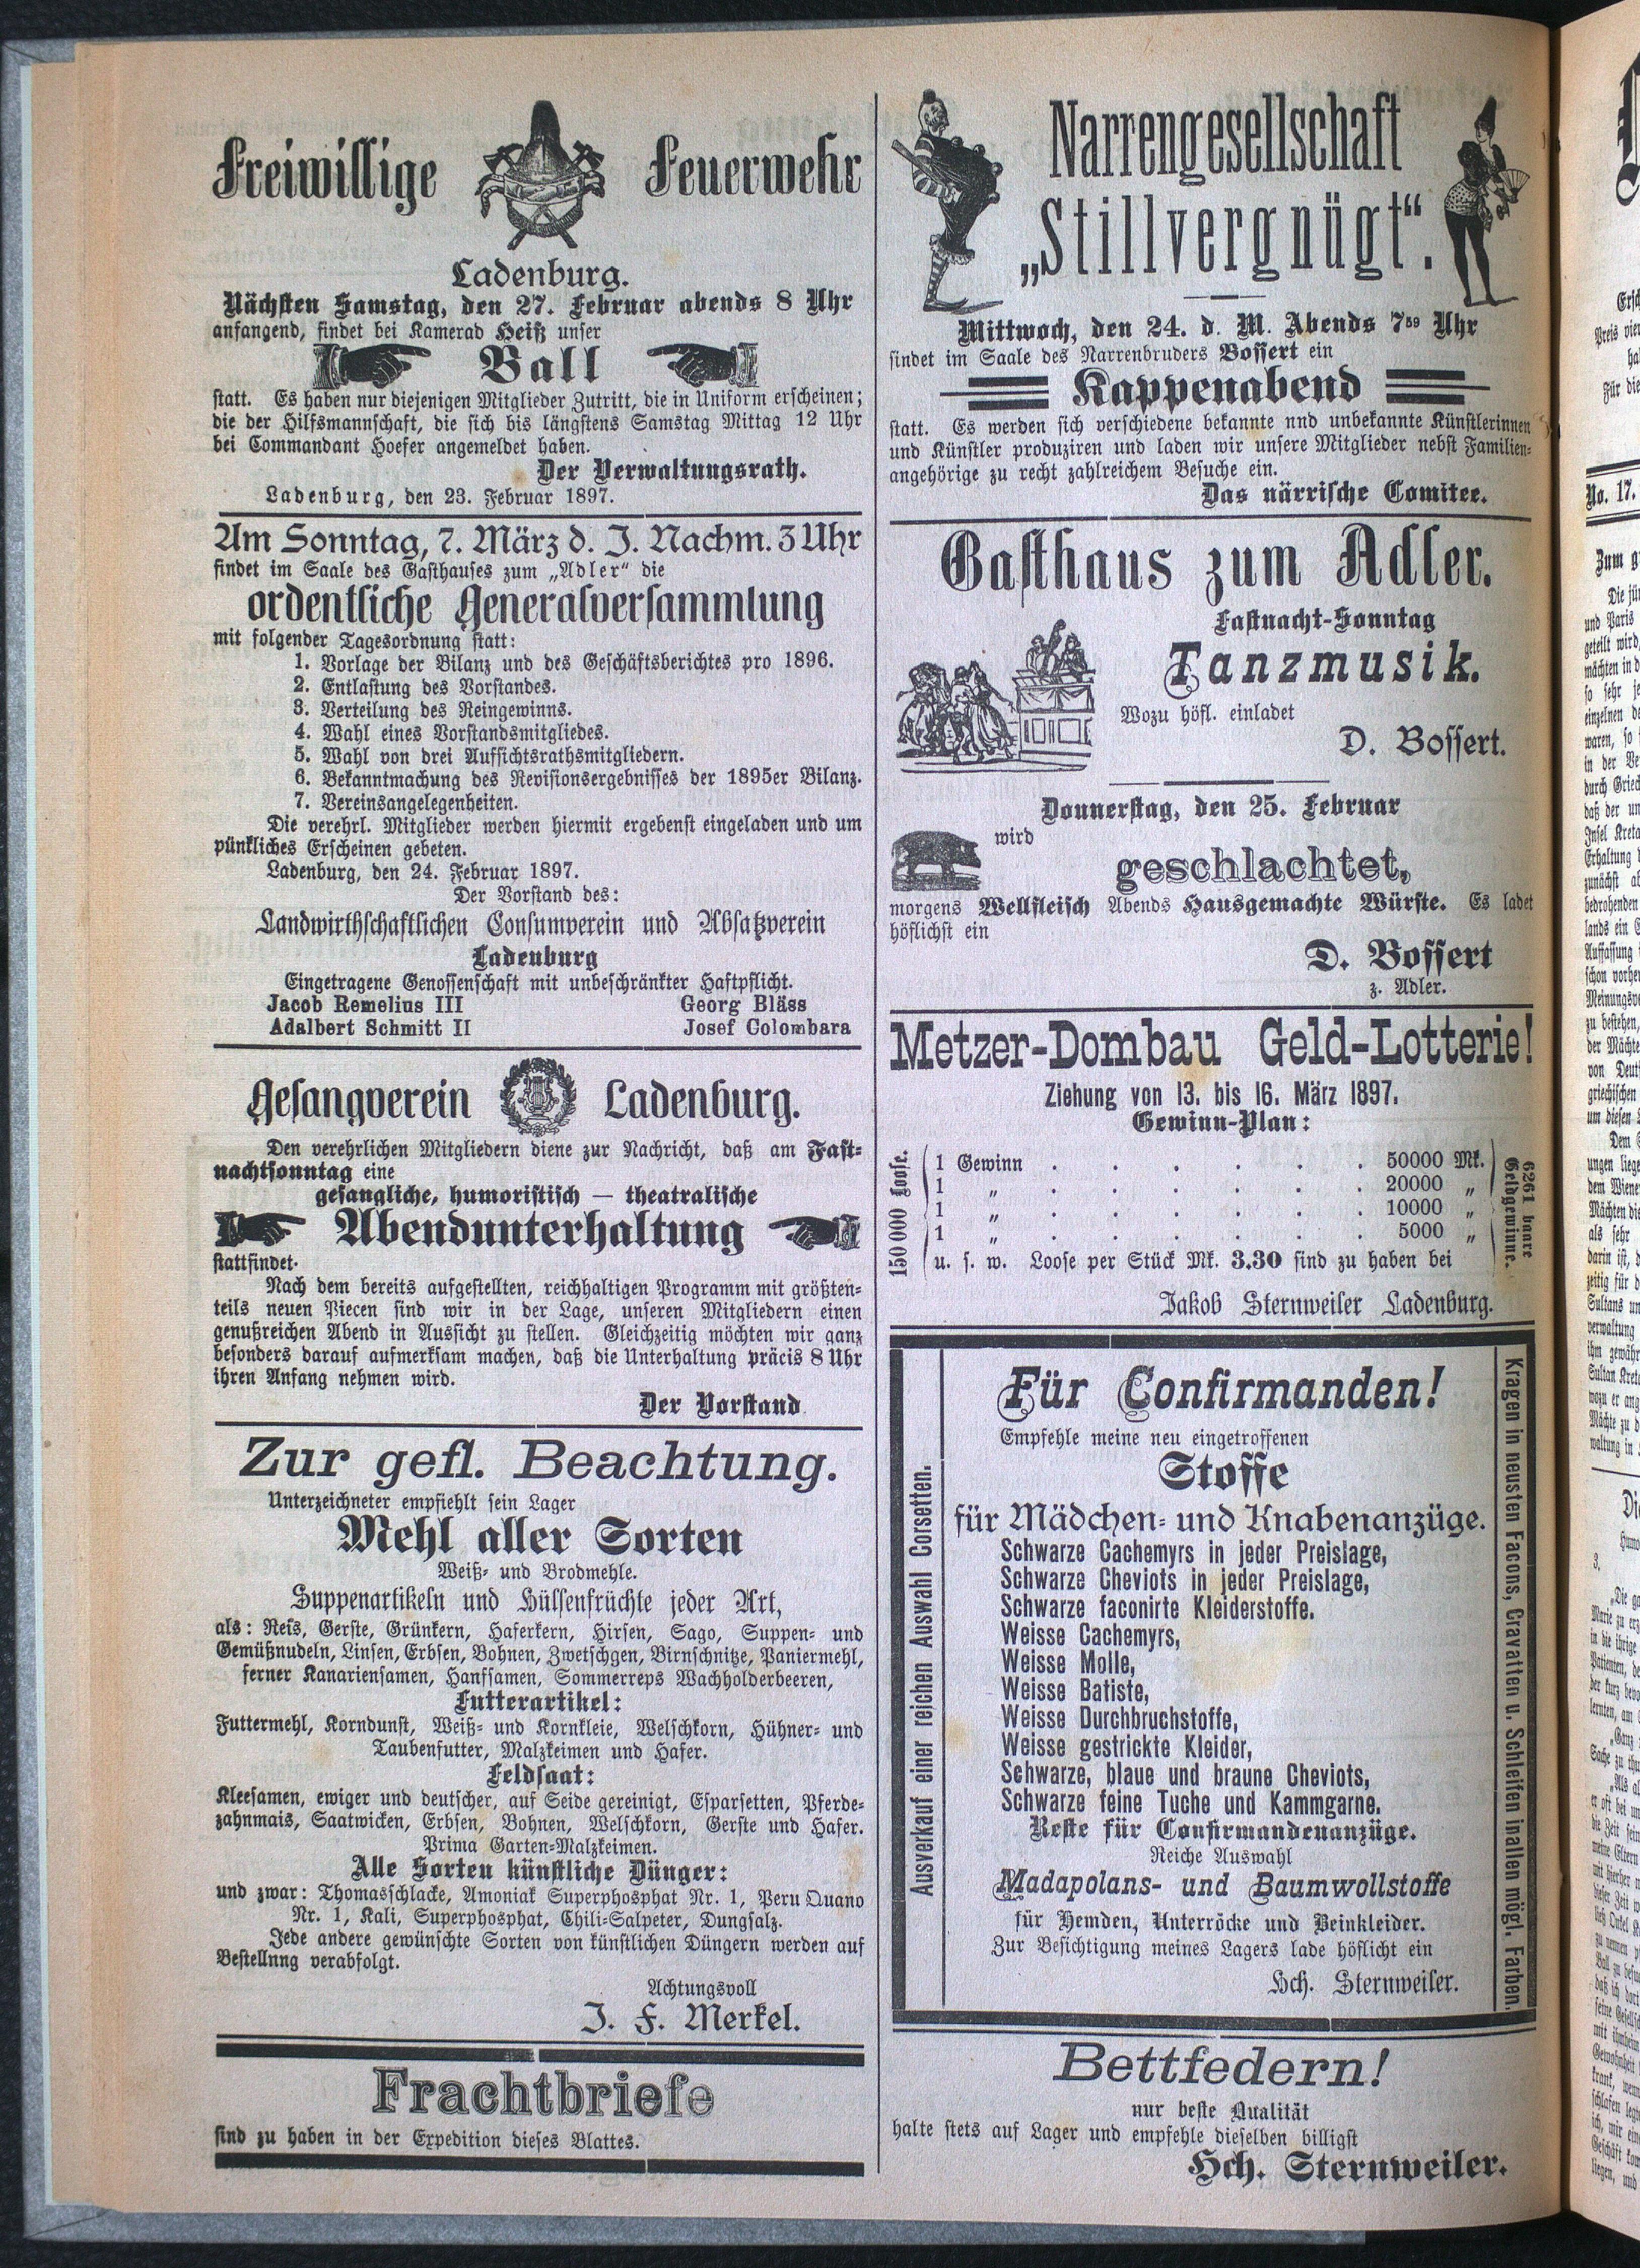 Freiwillige Feuerwehr
Ladenburg.
Nächsten Samstag, den 27. Februar abends 8 Uhr
anfangend, findet bei Kamerad Heiß unser
Ball
statt. Es haben nur diejenigen Mitglieder Zutritt, die in Uniform erscheinen;
die der Hilfsmannschaft, die sich bis längstens Samstag Mittag 12 Uhr
bei Commandant Hoefer angemeldet haben.
Der Verwaltungsrath.
Ladenburg, den 23. Februar 1897.
Am Sonntag, 7. März d. J. Nachm. 3 Uhr
findet im Saale des Gasthauses zum „Adler“ die
ordentliche Generalversammlung
mit folgender Tagesordnung statt:
1. Vorlage der Bilanz und des Geschäftsberichtes pro 1896.
2. Entlastung des Vorstandes.
3. Verteilung des Reingewinns.
4. Wahl eines Vorstandsmitgliedes.
5. Wahl von drei Aufsichtsrathsmitgliedern.
6. Bekanntmachung des Revisionsergebnisses der 1895er Bilanz.
7. Vereinsangelegenheiten.
Die verehrl. Mitglieder werden hiermit ergebenst eingeladen und um
pünktliches Erscheinen gebeten.
Ladenburg, den 24. Februar 1897.
Der Vorstand des:
Landwirthschaftlichen Consumverein und Absatzverein
Ladenburg
Eingetragene Genossenschaft mit unbeschränkter Haftpflicht.
Jacob Remelius III Georg Bläss
Adalbert Schmitt II Josef Colombara
Gesangverein Ladenburg.
Den verehrlichen Mitgliedern diene zur Nachricht, daß am Fast-
nachtsonntag eine
gesangliche, humoristisch — theatralische
Abendunterhaltung
stattfindet.
Nach dem bereits aufgestellten, reichhaltigen Programm mit größten-
teils neuen Piecen sind wir in der Lage, unseren Mitgliedern einen
genußreichen Abend in Aussicht zu stellen. Gleichzeitig möchten wir ganz
besonders darauf aufmerksam machen, daß die Unterhaltung präcis 8 Uhr
ihren Anfang nehmen wird.
Der Vorstand
Zur gefl. Beachtung.
Unterzeichneter empfiehlt sein Lager
Mehl aller Sorten
Weiß- und Brodmehle.
Suppenartikeln und Hülsenfrüchte jeder Art,
als: Reis, Gerste, Grünkern, Haferkern, Hirsen, Sago, Suppen- und
Gemüßnudeln, Linsen, Erbsen, Bohnen, Zwetschgen, Birnschnitze, Paniermehl,
ferner Kanariensamen, Hanfsamen, Sommerreps Wachholderbeeren,
Futterartikel:
Futtermehl, Korndunst, Weiß- und Kornkleie, Welschkorn, Hühner- und
Taubenfutter, Malzkeimen und Hafer.
Feldsaat:
Kleesamen, ewiger und deutscher, auf Seide gereinigt, Esparsetten, Pferde-
zahnmais, Saatwicken, Erbsen, Bohnen, Welschkorn, Gerste und Hafer.
Prima Garten-Malzkeimen.
Alle Sorten künstliche Dünger:
und zwar: Thomasschlacke, Amoniak Superphosphat Nr. 1, Peru Quano
Nr. 1, Kali, Superphosphat, Chili-Salpeter, Dungsalz.
Jede andere gewünschte Sorten von künstlichen Düngern werden auf
Bestellnng verabfolgt.
Achtungsvoll
J. F. Merkel.
Frachtbriefe
sind zu haben in der Expedition dieses Blattes.
Narrengesellschaft
„Stillvergnügt“.
Mittwoch, den 24. d. M. Abends 7⁵⁹ Uhr
findet im Saale des Narrenbruders Bossert ein
Kappenabend
statt. Es werden sich verschiedene bekannte nnd unbekannte Künstlerinnen
und Künstler produziren und laden wir unsere Mitglieder nebst Familien-
angehörige zu recht zahlreichem Besuche ein.
Das närrische Comitee.
Gasthaus zum Adler.
Fastnacht-Sonntag
Tanzmusik.
Wozu höfl. einladet
D. Bossert.
Donnerstag, den 25. Februar
wird
geschlachtet,
morgens Wellfleisch Abends Hausgemachte Würste. Es ladet
höflichst ein
D. Bossert
z. Adler.
Metzer-Dombau Geld-Lotterie!
Ziehung von 13. bis 16. März 1897.
Gewinn-Plan:
150 000 Loose.
1 Gewinn . . . . . . 50000 Mk.
1 „ . . . . . . 20000 „
1 „ . . . . . . 10000 „
1 „ . . . . . . 5000 „
u. s. w. Loose per Stück Mk. 3.30 sind zu haben bei
6261 baare
Geldgewinne.
Jakob Sternweiler Ladenburg.
Ausverkauf einer reichen Auswahl Corsetten.
Für Confirmanden!
Empfehle meine neu eingetroffenen
Stoffe
für Mädchen- und Knabenanzüge.
Schwarze Cachemyrs in jeder Preislage,
Schwarze Cheviots in jeder Preislage,
Schwarze faconirte Kleiderstoffe.
Weisse Cachemyrs,
Weisse Molle,
Weisse Batiste,
Weisse Durchbruchstoffe,
Weisse gestrickte Kleider,
Schwarze, blaue und braune Cheviots,
Schwarze feine Tuche und Kammgarne.
Reste für Confirmandenanzüge.
Reiche Auswahl
Madapolans- und Baumwollstoffe
für Hemden, Unterröcke und Beinkleider.
Zur Besichtigung meines Lagers lade höflicht ein
Hch. Sternweiler.
Kragen in neusten Facons, Cravatten u. Schleifen in allen mögl. Farben.
Bettfedern!
nur beste Qualität
halte stets auf Lager und empfehle dieselben billigst
Hch. Sternweiler.
No. 17.